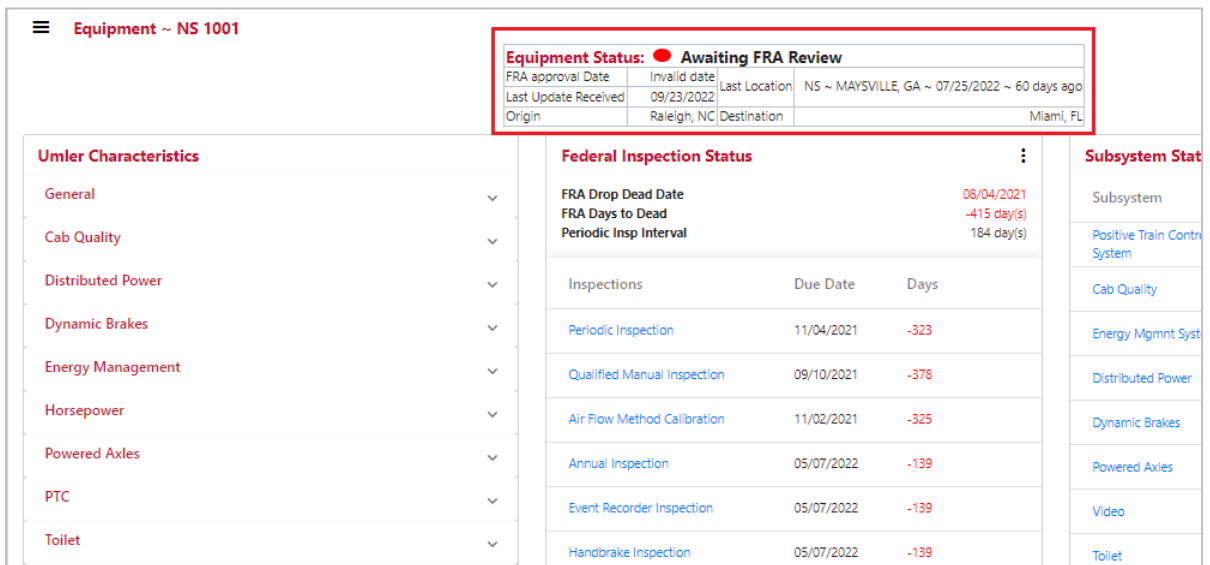 Equipment ~ NS 1001
Equipment Status: Awaiting FRA Review
FRA approval Date Invalid date Last Location NS ~ MAYSVILLE, GA ~ 07/25/2022 ~ 60 days ago
Last Update Received 09/23/2022
Origin Raleigh, NC Destination Miami, FL
Umler Characteristics
General
Cab Quality
Distributed Power
Dynamic Brakes
Energy Management
Horsepower
Powered Axles
PTC
Toilet
Federal Inspection Status
FRA Drop Dead Date 08/04/2021
FRA Days to Dead -415 day(s)
Periodic Insp Interval 184 day(s)
Inspections Due Date Days
Periodic Inspection 11/04/2021 -323
Qualified Manual Inspection 09/10/2021 -378
Air Flow Method Calibration 11/02/2021 -325
Annual Inspection 05/07/2022 -139
Event Recorder Inspection 05/07/2022 -139
Handbrake Inspection 05/07/2022 -139
Subsystem Stat
Subsystem
Positive Train Contr
System
Cab Quality
Energy Mgmnt Syst
Distributed Power
Dynamic Brakes
Powered Axles
Video
Toilet